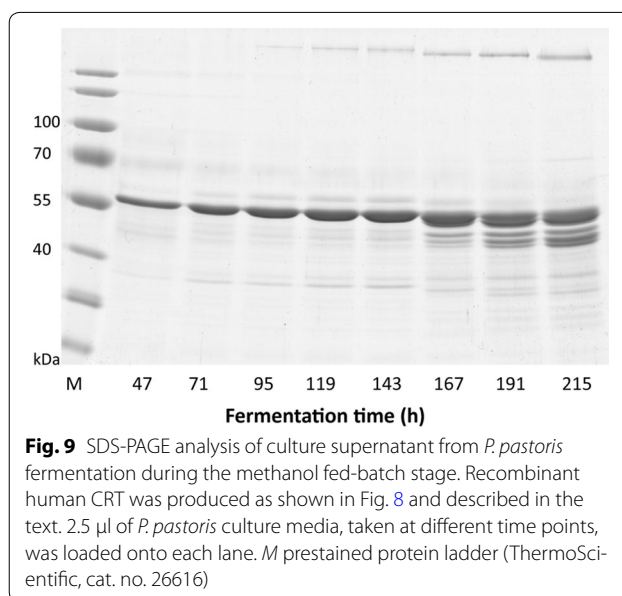 100
70
55
40
kDa
M 47 71 95 119 143 167 191 215
Fermentation time (h)
Fig. 9 SDS-PAGE analysis of culture supernatant from P. pastoris
fermentation during the methanol fed-batch stage. Recombinant
human CRT was produced as shown in Fig. 8 and described in the
text. 2.5 µl of P. pastoris culture media, taken at different time points,
was loaded onto each lane. M prestained protein ladder (ThermoSci-
entific, cat. no. 26616)